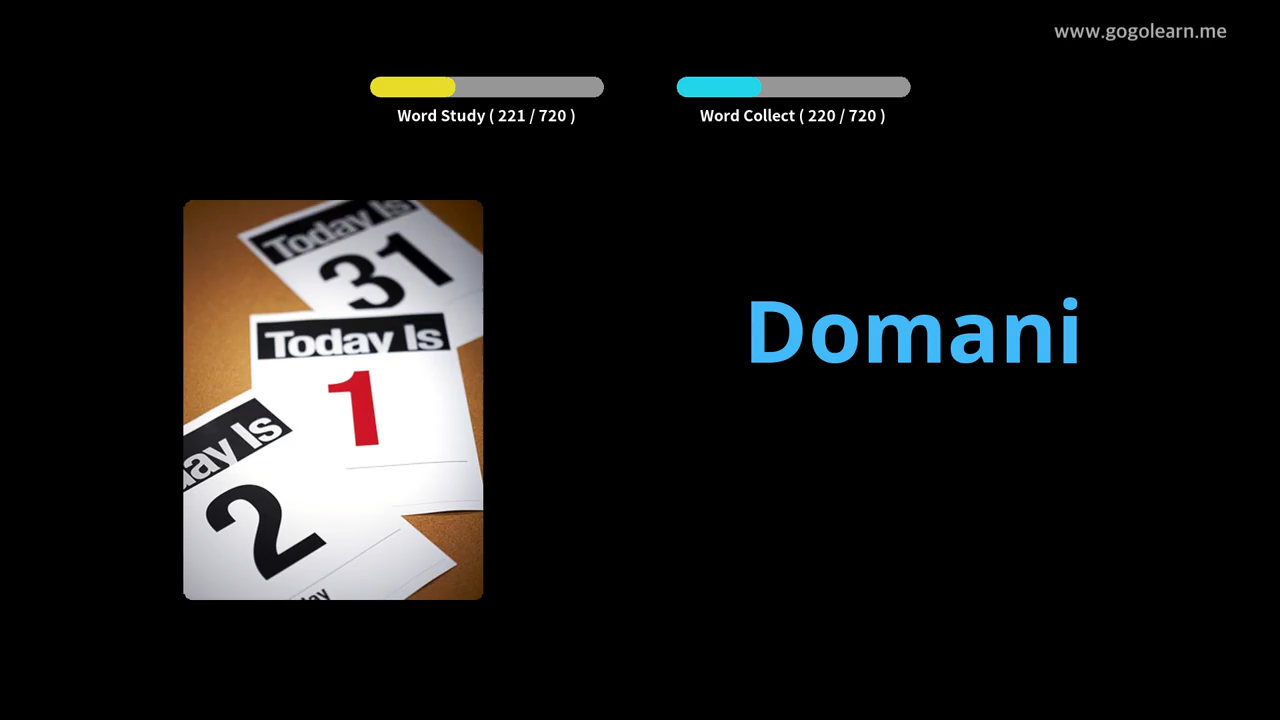 www.gogolearn.me
Word Study ( 221 / 720 )
Word Collect ( 220 / 720 )
Today Is
31
Today Is
1
ay Is
2
ay
Domani